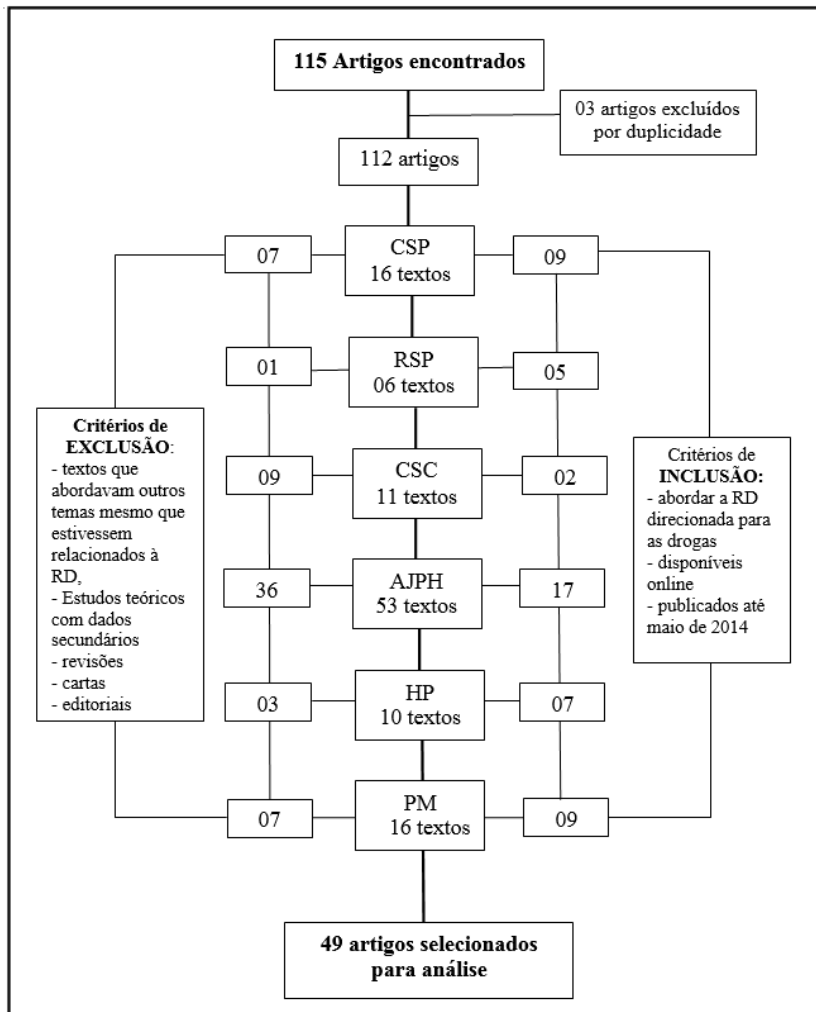 115 Artigos encontrados
03 artigos excluídos
por duplicidade
112 artigos
07
CSP
16 textos
09
01
RSP
06 textos
05
Critérios de
EXCLUSÃO:
- textos que
abordavam outros
temas mesmo que
estivessem
relacionados à
RD,
- Estudos teóricos
com dados
secundários
- revisões
- cartas
- editoriais
09
CSC
11 textos
02
Critérios de
INCLUSÃO:
- abordar a RD
direcionada para
as drogas
- disponíveis
online
- publicados até
maio de 2014
36
AJPH
53 textos
17
03
HP
10 textos
07
07
PM
16 textos
09
49 artigos selecionados
para análise